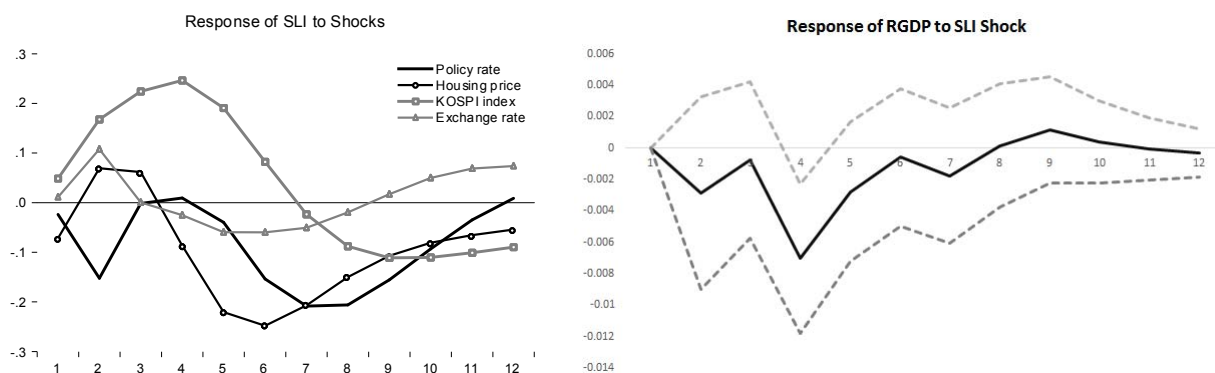 Response of SLI to Shocks
.3
.2
.1
.0
-.1
-.2
-.3
Policy rate
Housing price
KOSPI index
Exchange rate
1 2 3 4 5 6 7 8 9 10 11 12
Response of RGDP to SLI Shock
0.006
0.004
0.002
0
-0.002
-0.004
-0.006
-0.008
-0.01
-0.012
-0.014
1 2 3 4 5 6 7 8 9 10 11 12